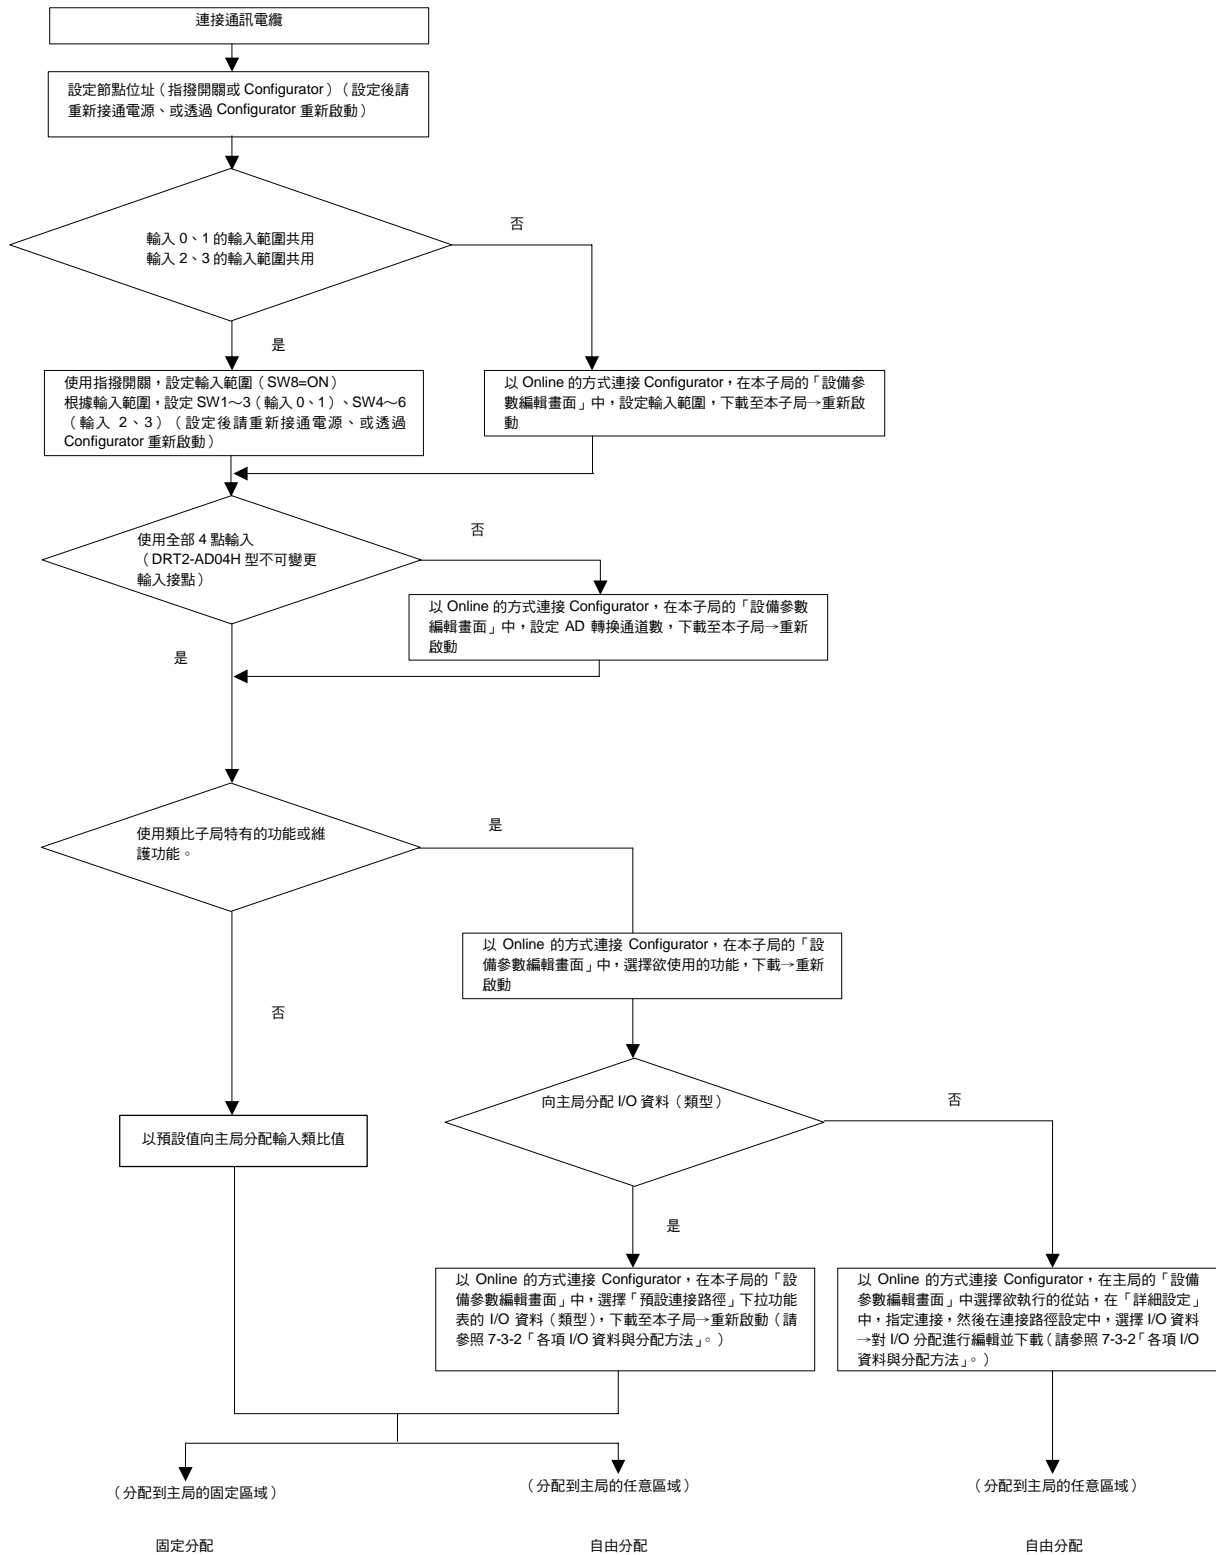 連接通訊電纜
設定節點位址（指撥開關或 Configurator）（設定後請
重新接通電源、或透過 Configurator 重新啟動）
否
輸入 0、1 的輸入範圍共用
輸入 2、3 的輸入範圍共用
是
使用指撥開關，設定輸入範圍（SW8=ON）
根據輸入範圍，設定 SW1～3（輸入 0、1）、SW4～6
（輸入 2、3）（設定後請重新接通電源、或透過
Configurator 重新啟動）
以 Online 的方式連接 Configurator，在本子局的「設備參
數編輯畫面」中，設定輸入範圍，下載至本子局→重新啟
動
否
使用全部 4 點輸入
（DRT2-AD04H 型不可變更
輸入接點）
以 Online 的方式連接 Configurator，在本子局的「設備參數
編輯畫面」中，設定 AD 轉換通道數，下載至本子局→重新
啟動
是
使用類比子局特有的功能或維
護功能。
是
以 Online 的方式連接 Configurator，在本子局的「設
備參數編輯畫面」中，選擇欲使用的功能，下載→重新
啟動
否
向主局分配 I/O 資料（類型）
否
以預設值向主局分配輸入類比值
是
以 Online 的方式連接 Configurator，在本子局的「設
備參數編輯畫面」中，選擇「預設連接路徑」下拉功能
表的 I/O 資料（類型），下載至本子局→重新啟動（請
參照 7-3-2「各項 I/O 資料與分配方法」。）
以 Online 的方式連接 Configurator，在主局的「設備
參數編輯畫面」中選擇欲執行的從站，在「詳細設定」
中，指定連接，然後在連接路徑設定中，選擇 I/O 資料
→對 I/O 分配進行編輯並下載（請參照 7-3-2「各項 I/O
資料與分配方法」。）
（分配到主局的固定區域）
（分配到主局的任意區域）
（分配到主局的任意區域）
固定分配
自由分配
自由分配